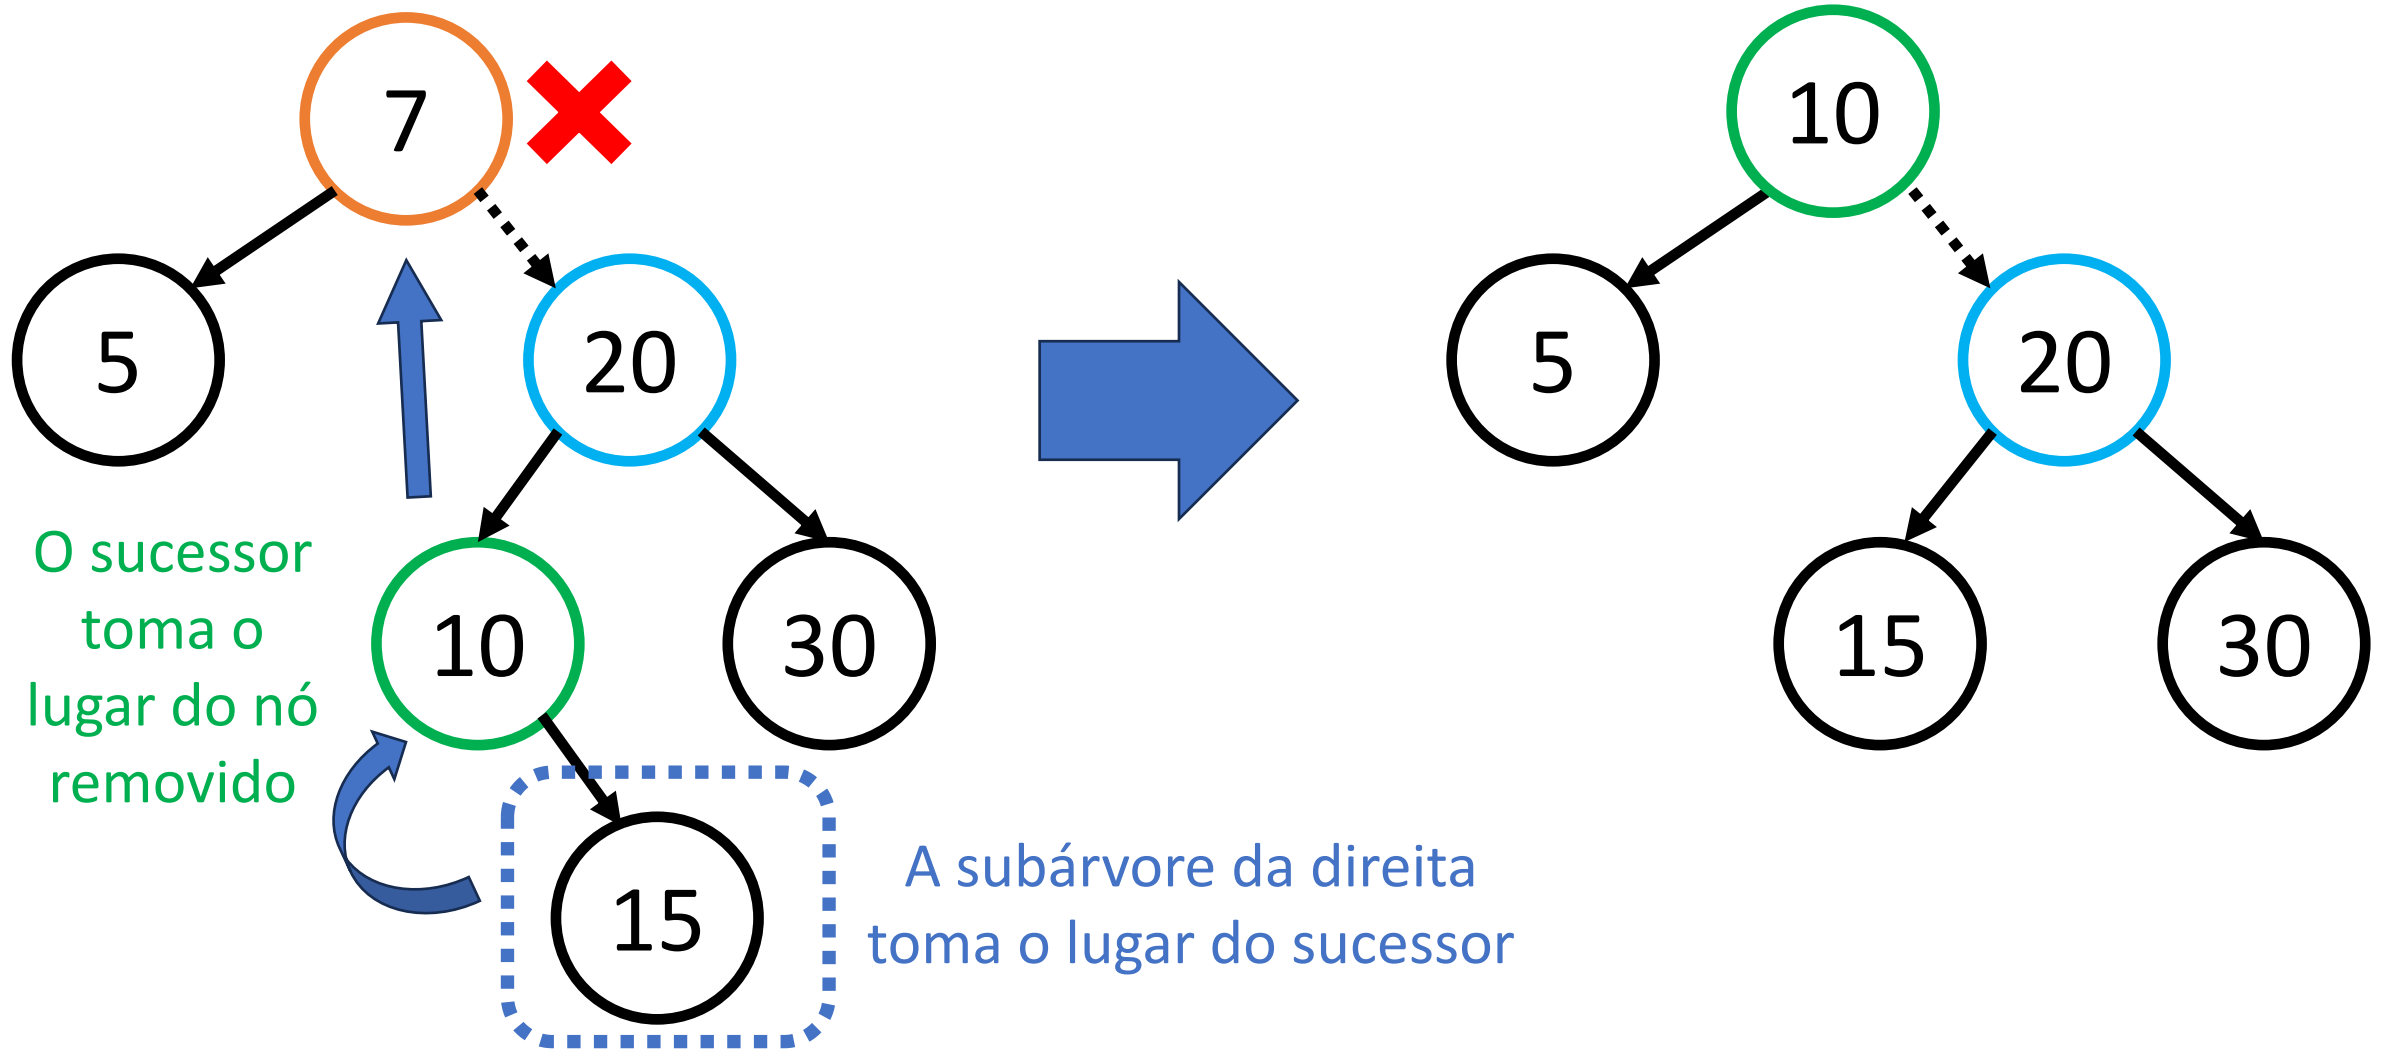 7
10
5
20
5
20
O sucessor
toma o
lugar do nó
removido
10
30
15
30
15
A subárvore da direita
toma o lugar do sucessor